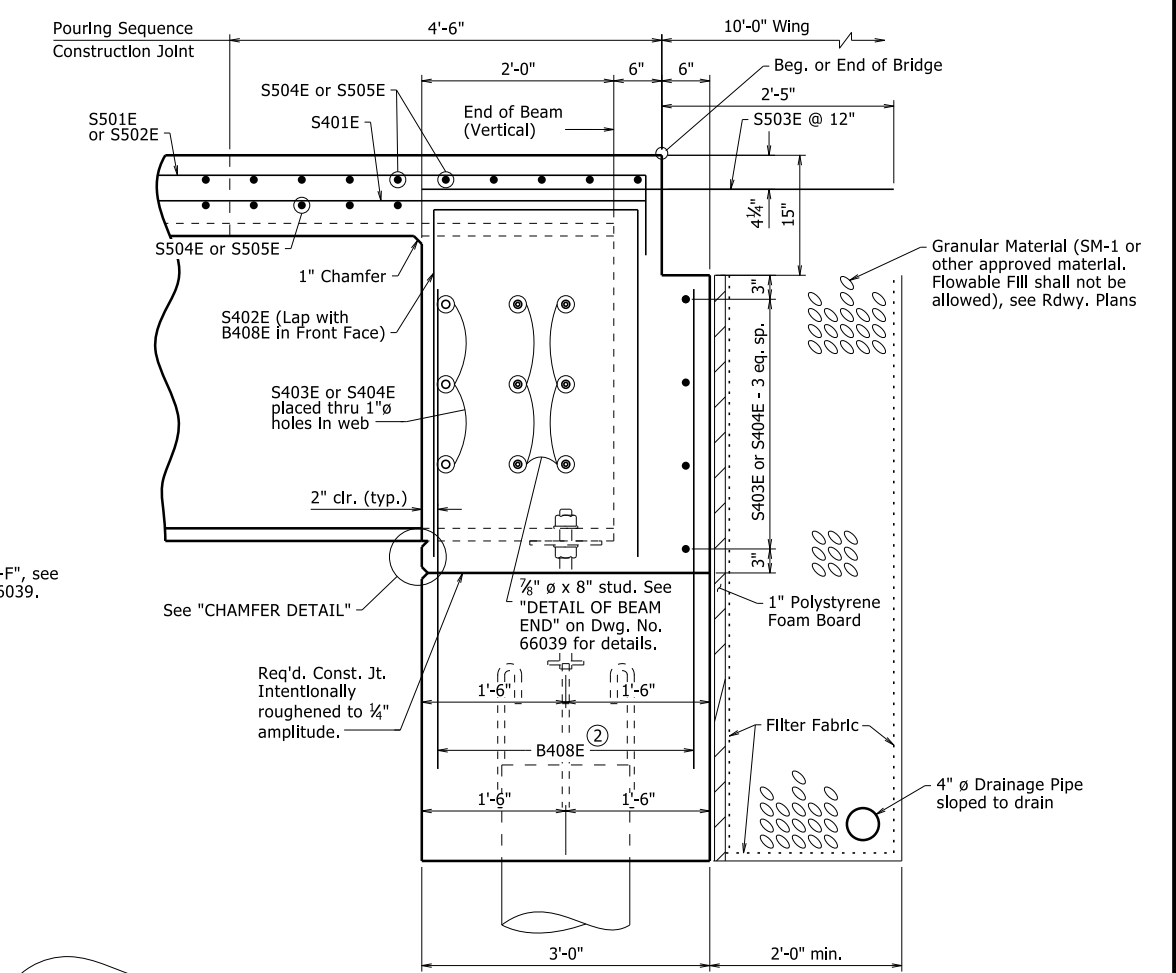 Pouring Sequence
Construction Joint
4'-6"
10'-0" Wing
2'-0"
6"
6"
Beg. or End of Bridge
2'-5"
S504E or S505E
S501E
or S502E
S401E
End of Beam
(Vertical)
S503E @ 12"
4¼"
15"
S504E or S505E
1" Chamfer
Granular Material (SM-1 or
other approved material.
Flowable Fill shall not be
allowed), see Rdwy. Plans
3"
S402E (Lap with
B408E in Front Face)
S403E or S404E
placed thru 1"ø
holes in web
S403E or S404E - 3 eq. sp.
2" clr. (typ.)
3"
-F", see
6039.
See "CHAMFER DETAIL"
⅞" ø x 8" stud. See
"DETAIL OF BEAM
END" on Dwg. No.
66039 for details.
1" Polystyrene
Foam Board
Req'd. Const. Jt.
Intentionally
roughened to ¼"
amplitude.
1'-6"
1'-6"
Filter Fabric
B408E
2
4" ø Drainage Pipe
sloped to drain
1'-6"
1'-6"
3'-0"
2'-0" min.